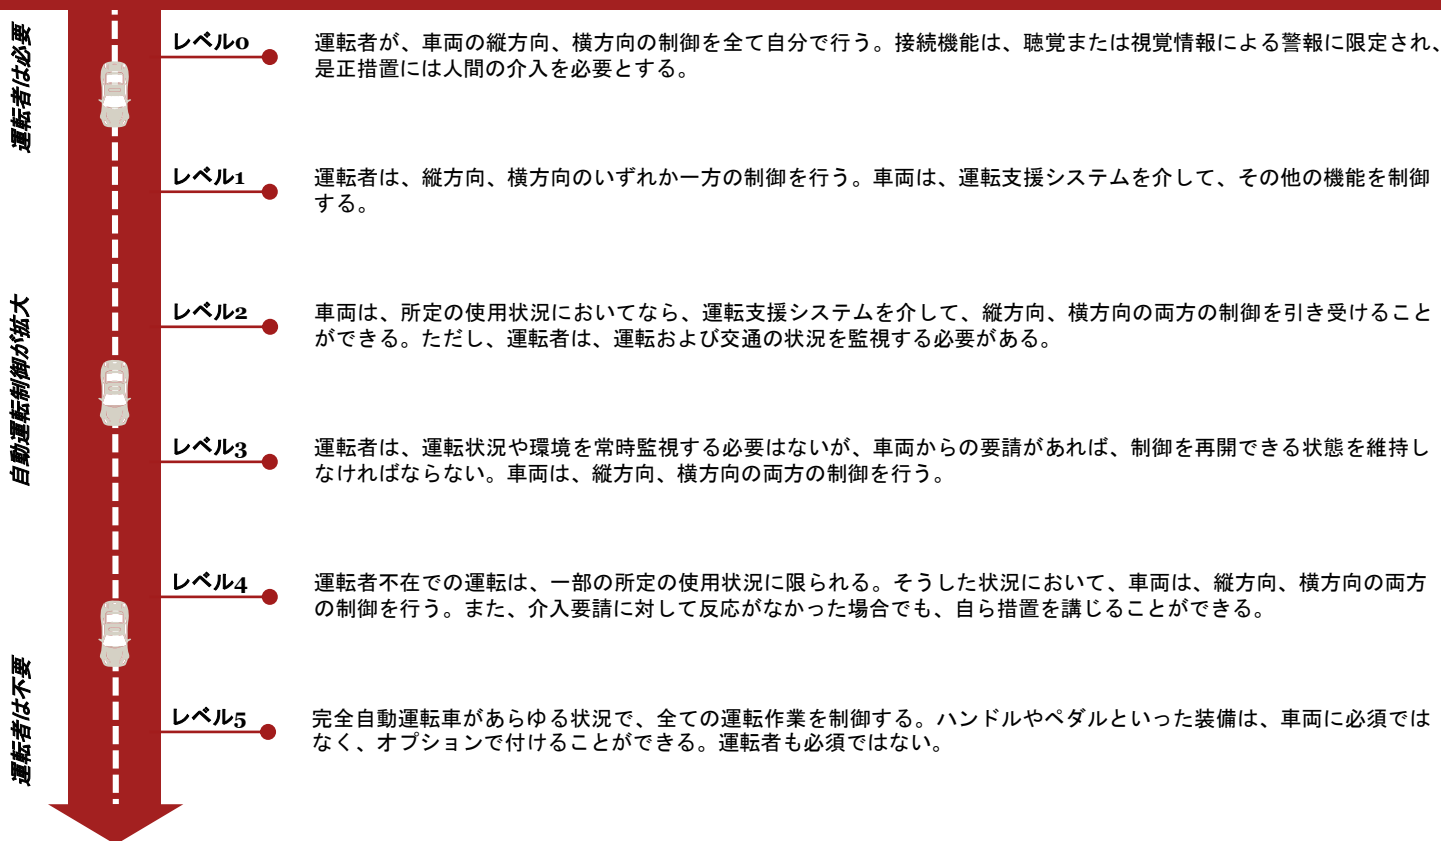 運転者は必要
レベル0
運転者が、車両の縦方向、横方向の制御を全て自分で行う。接続機能は、聴覚または視覚情報による警報に限定され、
是正措置には人間の介入を必要とする。
レベル1
運転者は、縦方向、横方向のいずれか一方の制御を行う。車両は、運転支援システムを介して、その他の機能を制御
する。
自動運転制御が拡大
レベル2
車両は、所定の使用状況においてなら、運転支援システムを介して、縦方向、横方向の両方の制御を引き受けること
ができる。ただし、運転者は、運転および交通の状況を監視する必要がある。
レベル3
運転者は、運転状況や環境を常時監視する必要はないが、車両からの要請があれば、制御を再開できる状態を維持し
なければならない。車両は、縦方向、横方向の両方の制御を行う。
レベル4
運転者不在での運転は、一部の所定の使用状況に限られる。そうした状況において、車両は、縦方向、横方向の両方
の制御を行う。また、介入要請に対して反応がなかった場合でも、自ら措置を講じることができる。
運転者は不要
レベル5
完全自動運転車があらゆる状況で、全ての運転作業を制御する。ハンドルやペダルといった装備は、車両に必須では
なく、オプションで付けることができる。運転者も必須ではない。